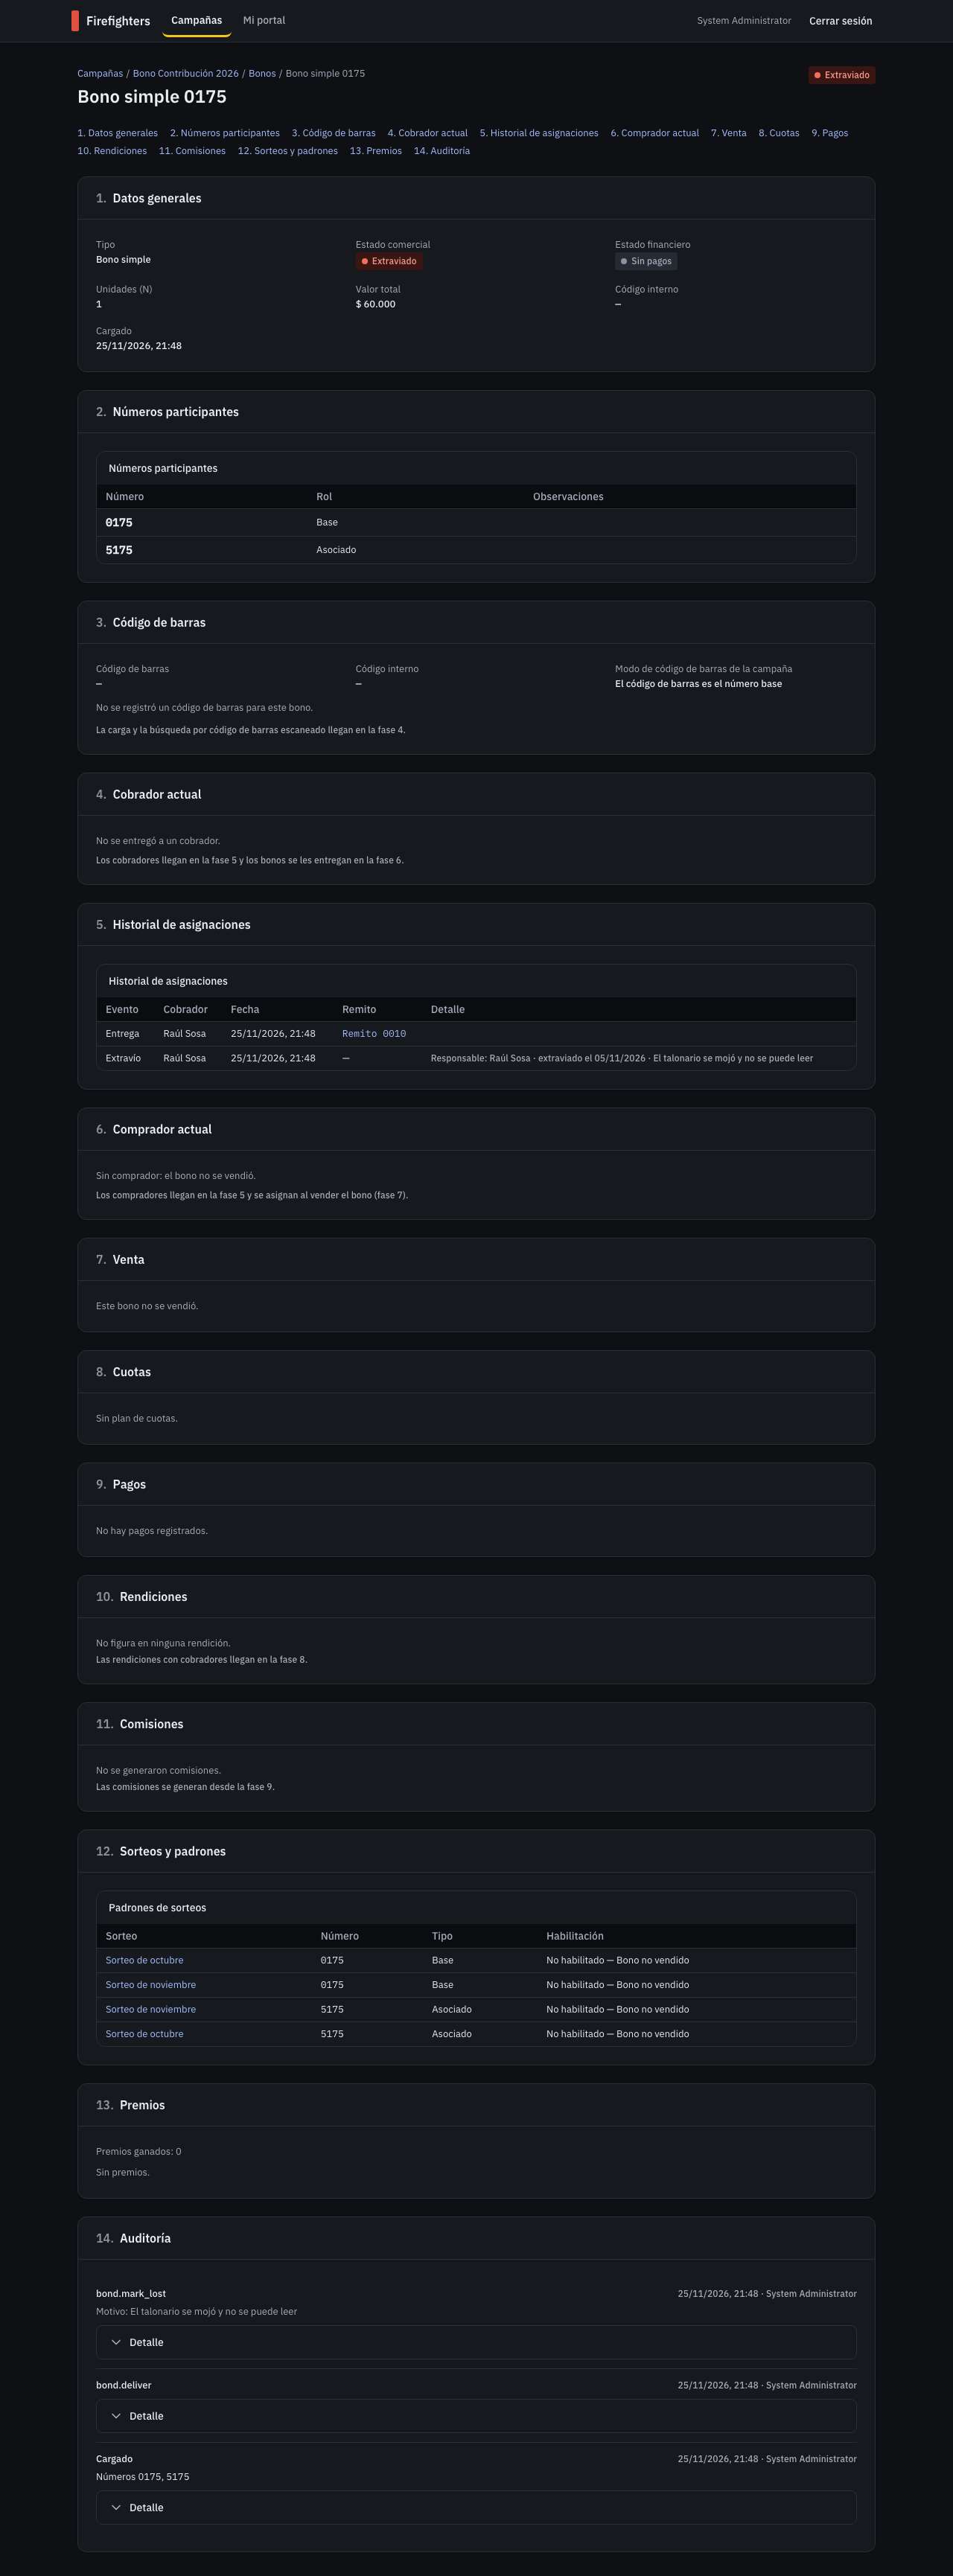 Firefighters Campañas Mi portal System Administrator Cerrar sesión
Campañas / Bono Contribución 2026 / Bonos / Bono simple 0175
Extraviado
Bono simple 0175
1. Datos generales 2. Números participantes 3. Código de barras 4. Cobrador actual 5. Historial de asignaciones 6. Comprador actual 7. Venta 8. Cuotas 9. Pagos
10. Rendiciones 11. Comisiones 12. Sorteos y padrones 13. Premios 14. Auditoría
1. Datos generales
Tipo Estado comercial Estado financiero
Bono simple Extraviado Sin pagos
Unidades (N) Valor total Código interno
1 $ 60.000 —
Cargado
25/11/2026, 21:48
2. Números participantes
Números participantes
Número Rol Observaciones
0175 Base
5175 Asociado
3. Código de barras
Código de barras Código interno Modo de código de barras de la campaña
— — El código de barras es el número base
No se registró un código de barras para este bono.
La carga y la búsqueda por código de barras escaneado llegan en la fase 4.
4. Cobrador actual
No se entregó a un cobrador.
Los cobradores llegan en la fase 5 y los bonos se les entregan en la fase 6.
5. Historial de asignaciones
Historial de asignaciones
Evento Cobrador Fecha Remito Detalle
Entrega Raúl Sosa 25/11/2026, 21:48 Remito 0010
Extravío Raúl Sosa 25/11/2026, 21:48 — Responsable: Raúl Sosa · extraviado el 05/11/2026 · El talonario se mojó y no se puede leer
6. Comprador actual
Sin comprador: el bono no se vendió.
Los compradores llegan en la fase 5 y se asignan al vender el bono (fase 7).
7. Venta
Este bono no se vendió.
8. Cuotas
Sin plan de cuotas.
9. Pagos
No hay pagos registrados.
10. Rendiciones
No figura en ninguna rendición.
Las rendiciones con cobradores llegan en la fase 8.
11. Comisiones
No se generaron comisiones.
Las comisiones se generan desde la fase 9.
12. Sorteos y padrones
Padrones de sorteos
Sorteo Número Tipo Habilitación
Sorteo de octubre 0175 Base No habilitado — Bono no vendido
Sorteo de noviembre 0175 Base No habilitado — Bono no vendido
Sorteo de noviembre 5175 Asociado No habilitado — Bono no vendido
Sorteo de octubre 5175 Asociado No habilitado — Bono no vendido
13. Premios
Premios ganados: 0
Sin premios.
14. Auditoría
bond.mark_lost 25/11/2026, 21:48 · System Administrator
Motivo: El talonario se mojó y no se puede leer
Detalle
bond.deliver 25/11/2026, 21:48 · System Administrator
Detalle
Cargado 25/11/2026, 21:48 · System Administrator
Números 0175, 5175
Detalle